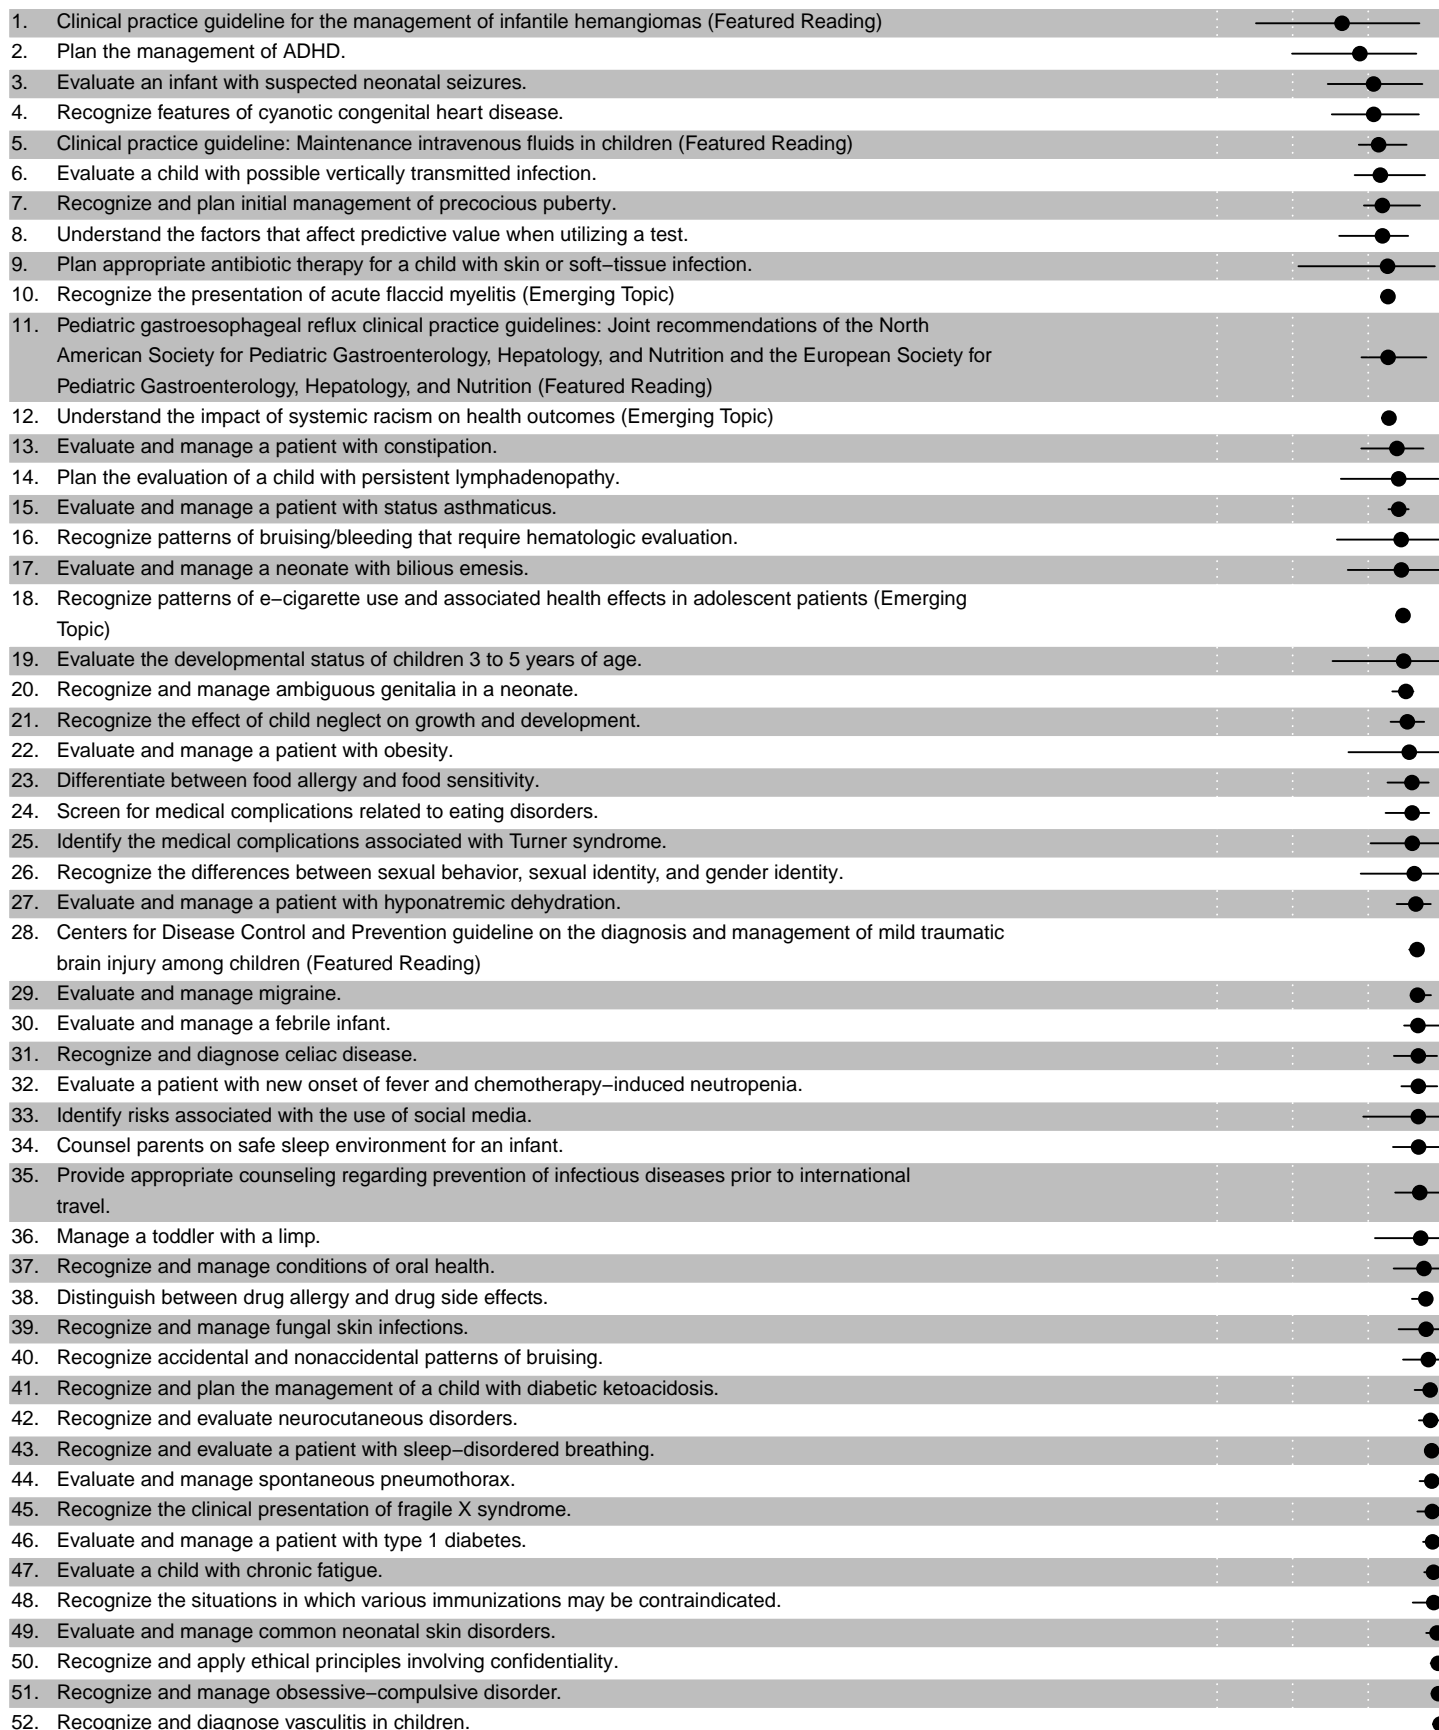 1. Clinical practice guideline for the management of infantile hemangiomas (Featured Reading)
2. Plan the management of ADHD.
3. Evaluate an infant with suspected neonatal seizures.
4. Recognize features of cyanotic congenital heart disease.
5. Clinical practice guideline: Maintenance intravenous fluids in children (Featured Reading)
6. Evaluate a child with possible vertically transmitted infection.
7. Recognize and plan initial management of precocious puberty.
8. Understand the factors that affect predictive value when utilizing a test.
9. Plan appropriate antibiotic therapy for a child with skin or soft−tissue infection.
10. Recognize the presentation of acute flaccid myelitis (Emerging Topic)
11. Pediatric gastroesophageal reflux clinical practice guidelines: Joint recommendations of the North
American Society for Pediatric Gastroenterology, Hepatology, and Nutrition and the European Society for
Pediatric Gastroenterology, Hepatology, and Nutrition (Featured Reading)
12. Understand the impact of systemic racism on health outcomes (Emerging Topic)
13. Evaluate and manage a patient with constipation.
14. Plan the evaluation of a child with persistent lymphadenopathy.
15. Evaluate and manage a patient with status asthmaticus.
16. Recognize patterns of bruising/bleeding that require hematologic evaluation.
17. Evaluate and manage a neonate with bilious emesis.
18. Recognize patterns of e−cigarette use and associated health effects in adolescent patients (Emerging
Topic)
19. Evaluate the developmental status of children 3 to 5 years of age.
20. Recognize and manage ambiguous genitalia in a neonate.
21. Recognize the effect of child neglect on growth and development.
22. Evaluate and manage a patient with obesity.
23. Differentiate between food allergy and food sensitivity.
24. Screen for medical complications related to eating disorders.
25. Identify the medical complications associated with Turner syndrome.
26. Recognize the differences between sexual behavior, sexual identity, and gender identity.
27. Evaluate and manage a patient with hyponatremic dehydration.
28. Centers for Disease Control and Prevention guideline on the diagnosis and management of mild traumatic
brain injury among children (Featured Reading)
29. Evaluate and manage migraine.
30. Evaluate and manage a febrile infant.
31. Recognize and diagnose celiac disease.
32. Evaluate a patient with new onset of fever and chemotherapy−induced neutropenia.
33. Identify risks associated with the use of social media.
34. Counsel parents on safe sleep environment for an infant.
35. Provide appropriate counseling regarding prevention of infectious diseases prior to international
travel.
36. Manage a toddler with a limp.
37. Recognize and manage conditions of oral health.
38. Distinguish between drug allergy and drug side effects.
39. Recognize and manage fungal skin infections.
40. Recognize accidental and nonaccidental patterns of bruising.
41. Recognize and plan the management of a child with diabetic ketoacidosis.
42. Recognize and evaluate neurocutaneous disorders.
43. Recognize and evaluate a patient with sleep−disordered breathing.
44. Evaluate and manage spontaneous pneumothorax.
45. Recognize the clinical presentation of fragile X syndrome.
46. Evaluate and manage a patient with type 1 diabetes.
47. Evaluate a child with chronic fatigue.
48. Recognize the situations in which various immunizations may be contraindicated.
49. Evaluate and manage common neonatal skin disorders.
50. Recognize and apply ethical principles involving confidentiality.
51. Recognize and manage obsessive−compulsive disorder.
52. Recognize and diagnose vasculitis in children.